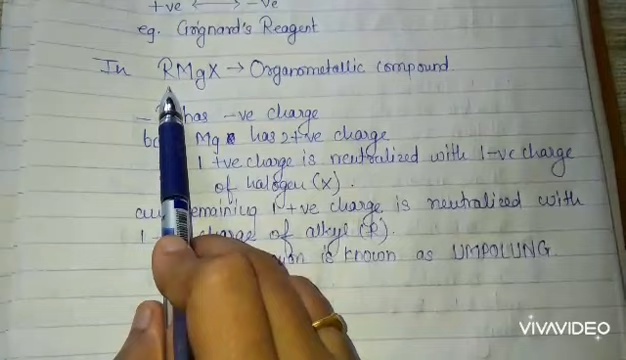 +ve ⟷ -ve
eg. Grignard's Reagent
In RMgX → Organometallic compound
- has -ve charge
Mg has 2+ve charge
1 +ve charge is neutralized with 1-ve charge
of halogen (X).
remaining 1+ve charge is neutralized with
1 charge of alkyl (R).
is known as UMPOLUNG.
VIVAVIDEO